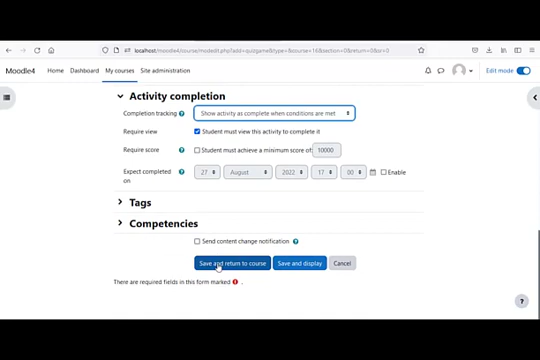 localhost/moodle4/course/modedit.php?add=quizgame&type=&course=16&section=0&return=0&sr=0
Moodle4 Home Dashboard My courses Site administration Edit mode
Activity completion
Completion tracking ? Show activity as complete when conditions are met
Require view ? Student must view this activity to complete it
Require score ? Student must achieve a minimum score of: 10000
Expect completed on ? 27 August 2022 17 00 Enable
Tags
Competencies
Send content change notification ?
Save and return to course Save and display Cancel
There are required fields in this form marked ! .
?